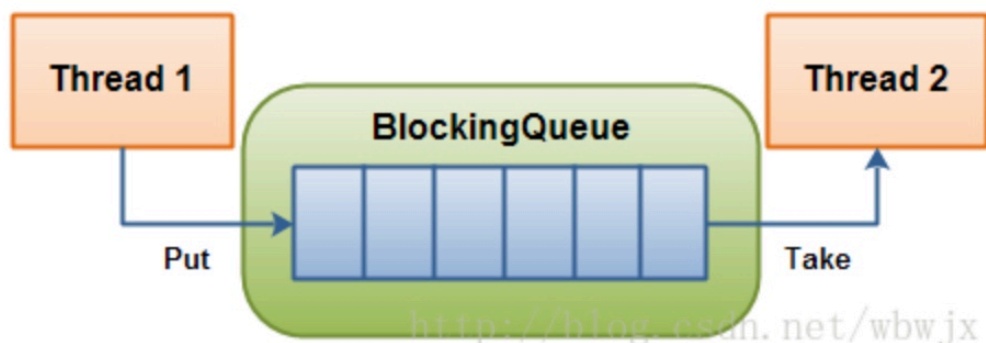 Thread 1
Thread 2
BlockingQueue
Put
Take
http://blog.csdn.net/wbwjx